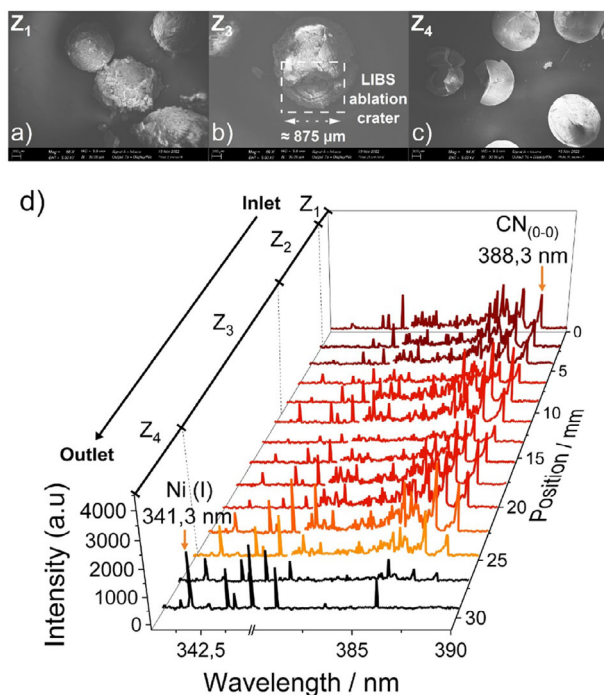 Z1
a)
Z3
LIBS
ablation
crater
≈ 875 µm
b)
Z4
c)
d)
Inlet
Z1
Z2
Z3
Z4
Outlet
CN(0-0)
388,3 nm
Ni (I)
341,3 nm
Intensity (a.u)
4000
3000
2000
1000
0
342,5
385
390
Wavelength / nm
0
5
10
15
20
25
30
Position / mm